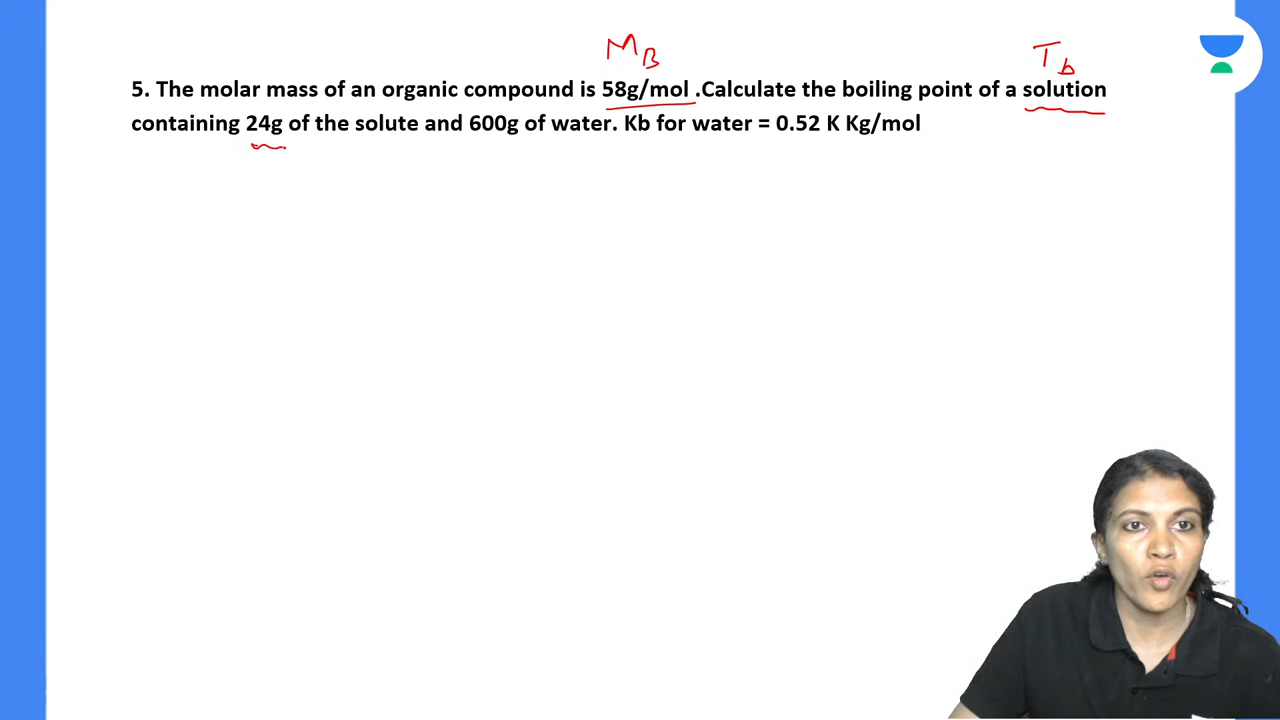 M_B
T_b
5. The molar mass of an organic compound is 58g/mol .Calculate the boiling point of a solution
containing 24g of the solute and 600g of water. Kb for water = 0.52 K Kg/mol